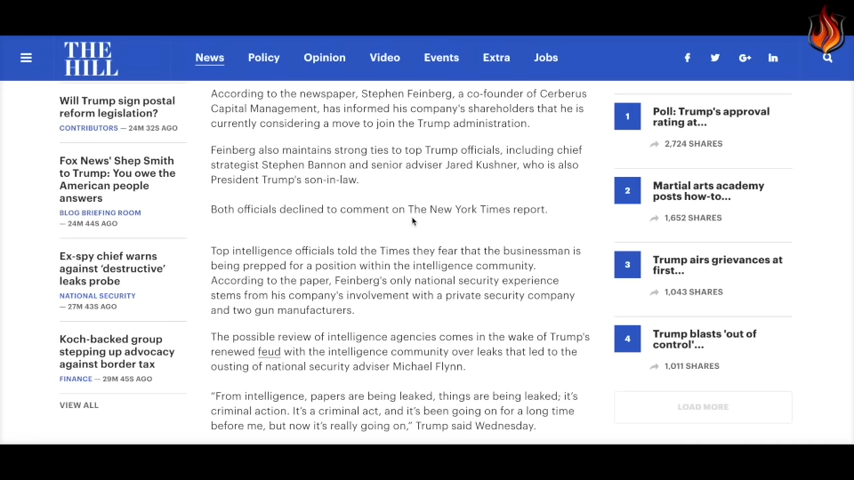 THE
HILL
News
Policy
Opinion
Video
Events
Extra
Jobs
Will Trump sign postal
reform legislation?
CONTRIBUTORS — 24M 32S AGO
Fox News' Shep Smith
to Trump: You owe the
American people
answers
BLOG BRIEFING ROOM
— 24M 44S AGO
Ex-spy chief warns
against ‘destructive’
leaks probe
NATIONAL SECURITY
— 27M 43S AGO
Koch-backed group
stepping up advocacy
against border tax
FINANCE — 29M 45S AGO
VIEW ALL
According to the newspaper, Stephen Feinberg, a co-founder of Cerberus
Capital Management, has informed his company's shareholders that he is
currently considering a move to join the Trump administration.
Feinberg also maintains strong ties to top Trump officials, including chief
strategist Stephen Bannon and senior adviser Jared Kushner, who is also
President Trump's son-in-law.
Both officials declined to comment on The New York Times report.
Top intelligence officials told the Times they fear that the businessman is
being prepped for a position within the intelligence community.
According to the paper, Feinberg's only national security experience
stems from his company's involvement with a private security company
and two gun manufacturers.
The possible review of intelligence agencies comes in the wake of Trump's
renewed feud with the intelligence community over leaks that led to the
ousting of national security adviser Michael Flynn.
“From intelligence, papers are being leaked, things are being leaked; it’s
criminal action. It’s a criminal act, and it’s been going on for a long time
before me, but now it’s really going on,” Trump said Wednesday.
1
Poll: Trump's approval
rating at...
2,724 SHARES
2
Martial arts academy
posts how-to...
1,652 SHARES
3
Trump airs grievances at
first...
1,043 SHARES
4
Trump blasts 'out of
control'...
1,011 SHARES
LOAD MORE